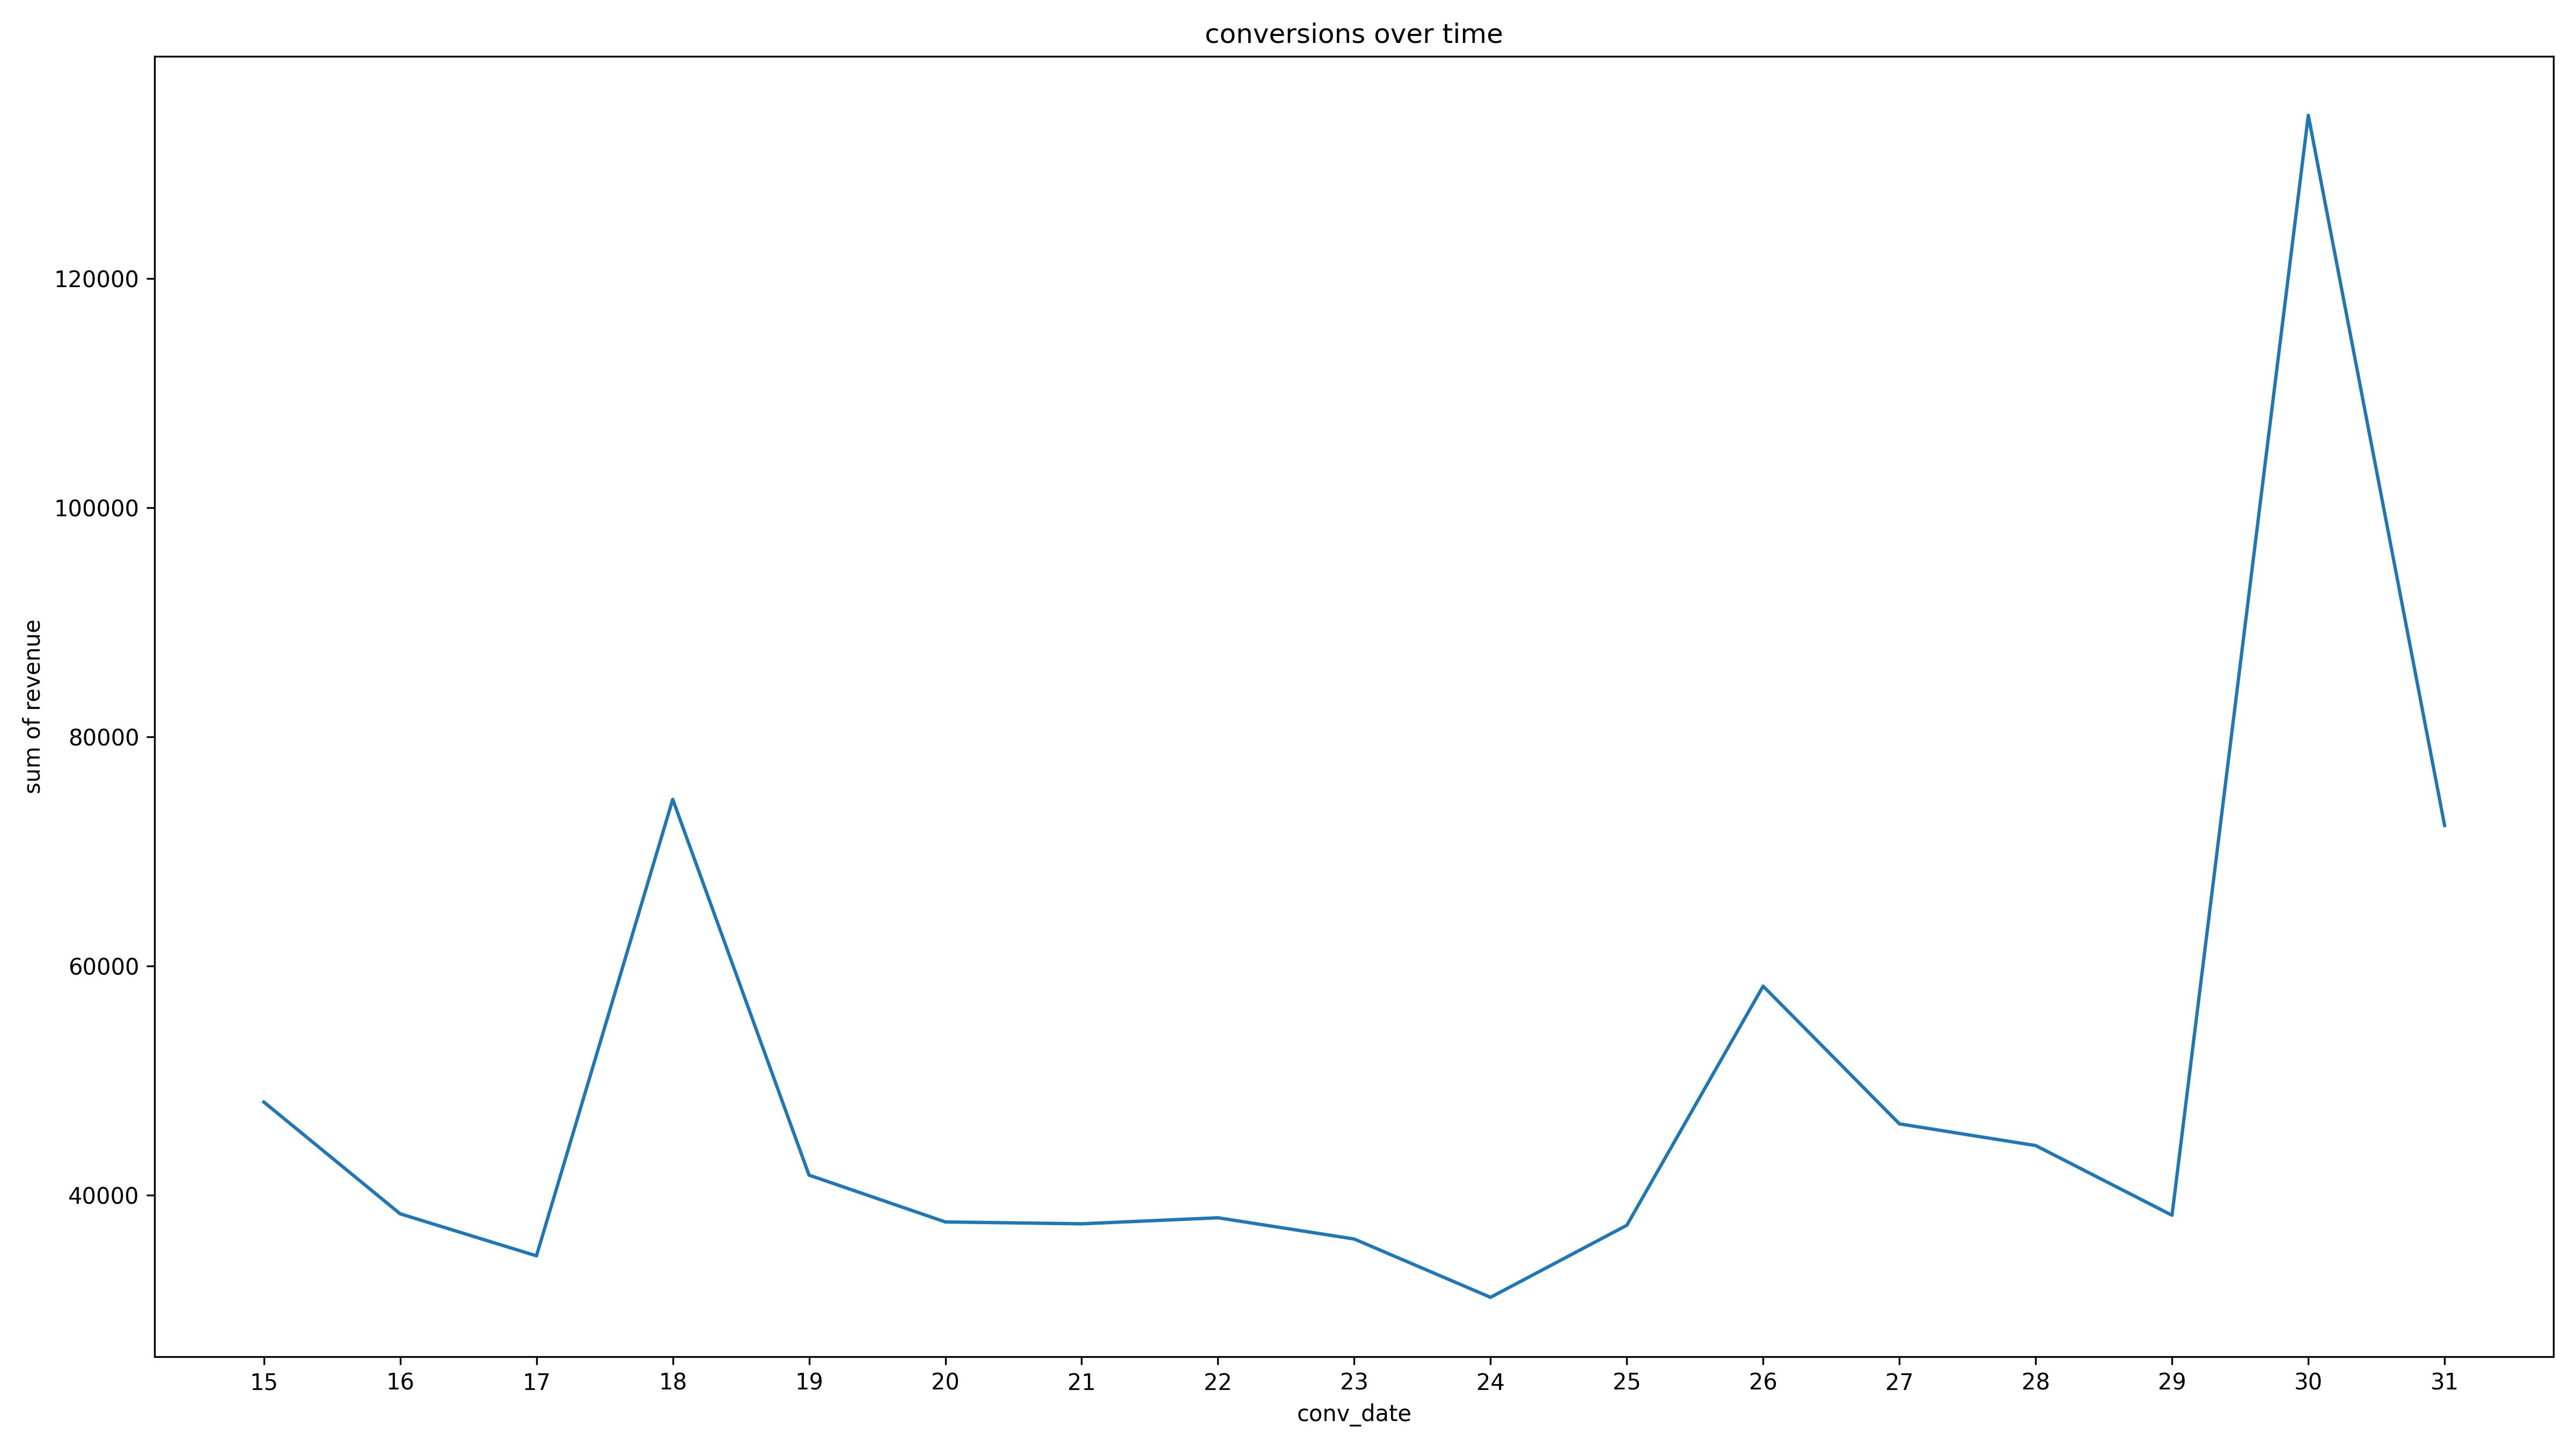 conversions over time
120000
100000
80000
60000
40000
sum of revenue
15 16 17 18 19 20 21 22 23 24 25 26 27 28 29 30 31
conv_date